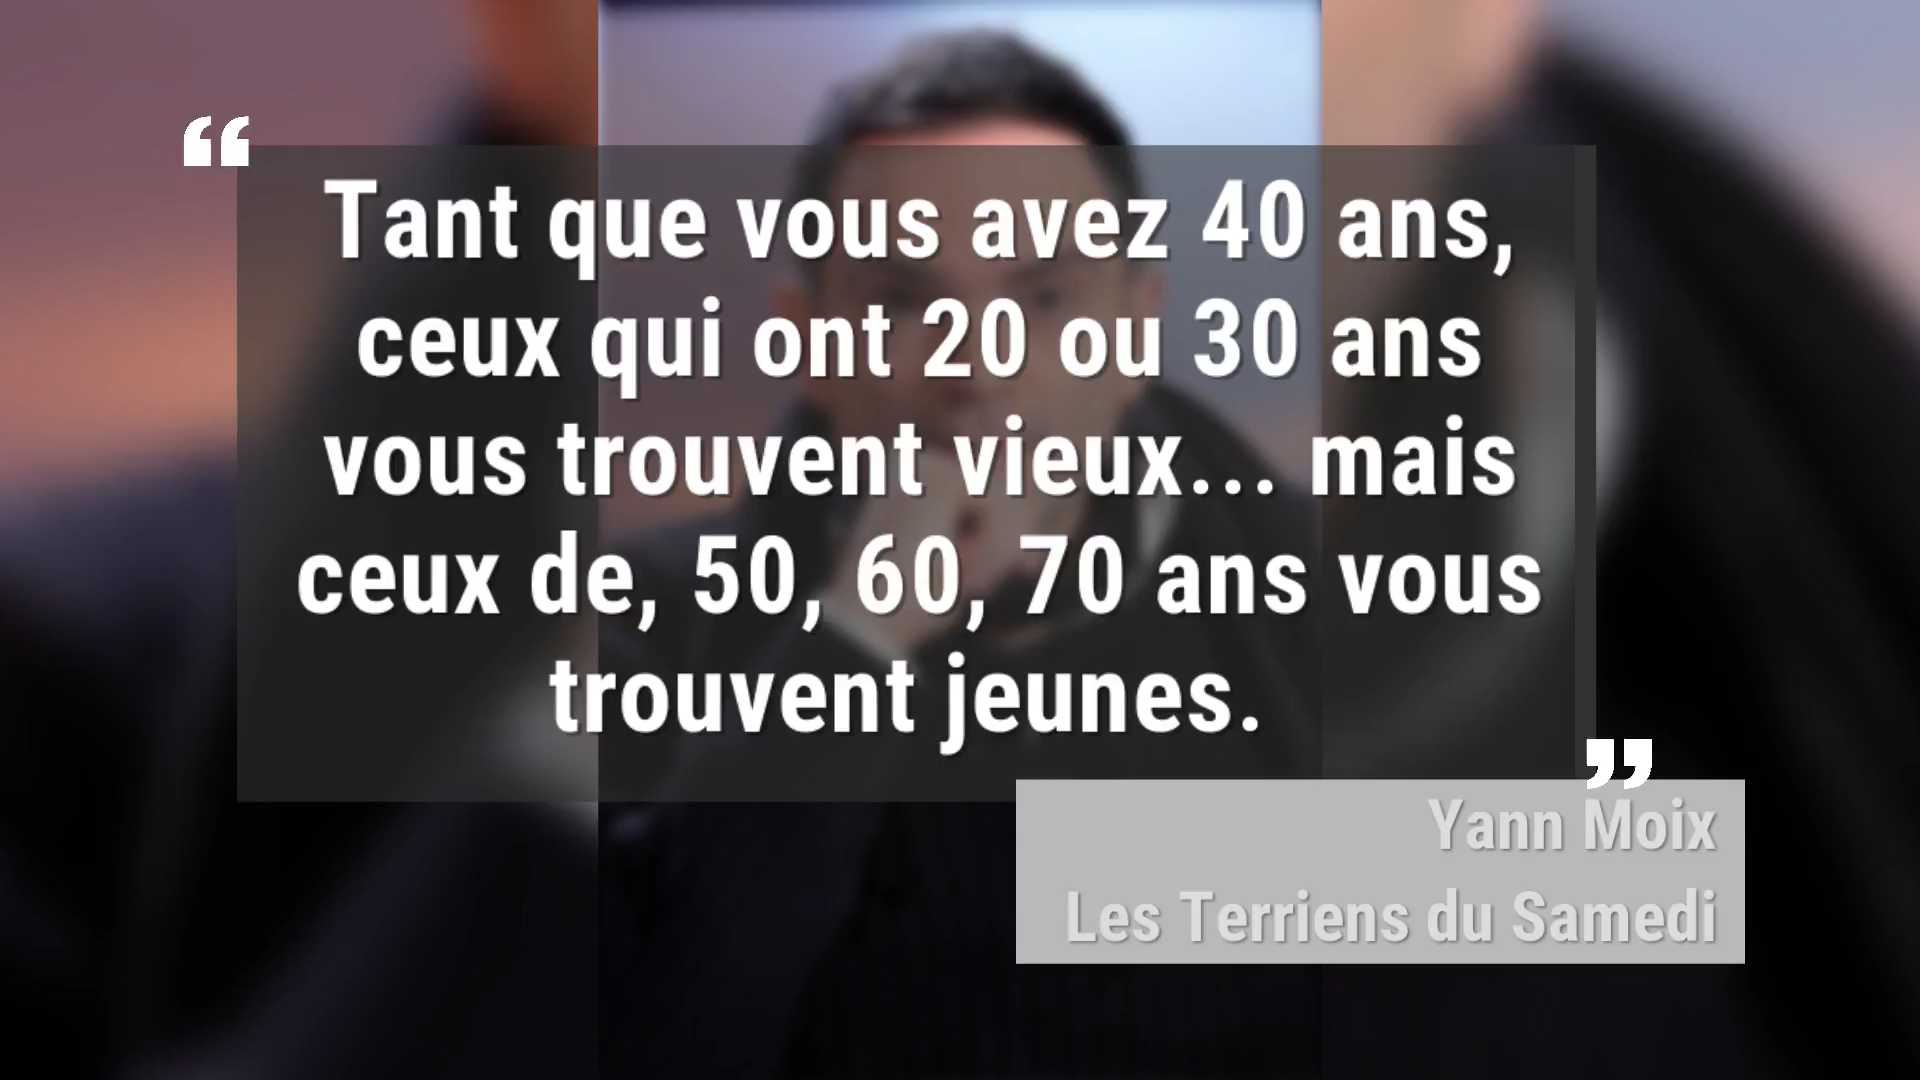 “
Tant que vous avez 40 ans,
ceux qui ont 20 ou 30 ans
vous trouvent vieux... mais
ceux de, 50, 60, 70 ans vous
trouvent jeunes.
”
Yann Moix
Les Terriens du Samedi